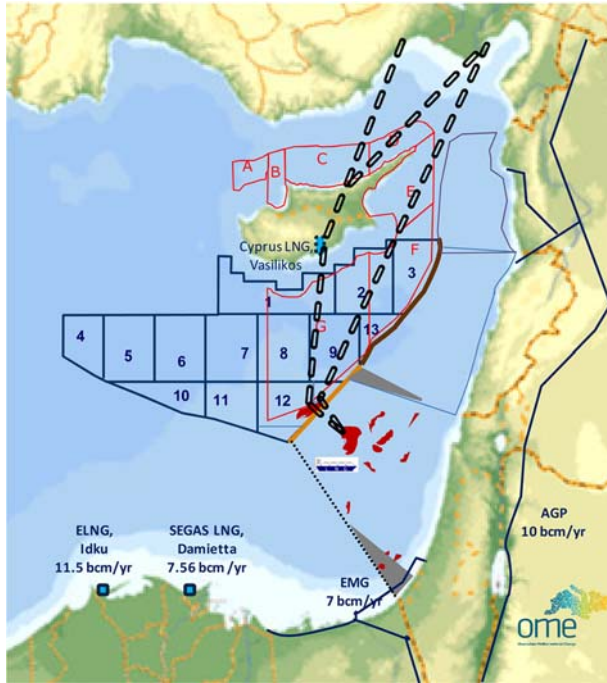 A
B
C
E
Cyprus LNG,
Vasilikos
F
1
2
3
G
4
5
6
7
8
9
13
10
11
12
ELNG,
Idku
11.5 bcm/yr
SEGAS LNG,
Damietta
7.56 bcm /yr
EMG
7 bcm/yr
AGP
10 bcm/yr
ome